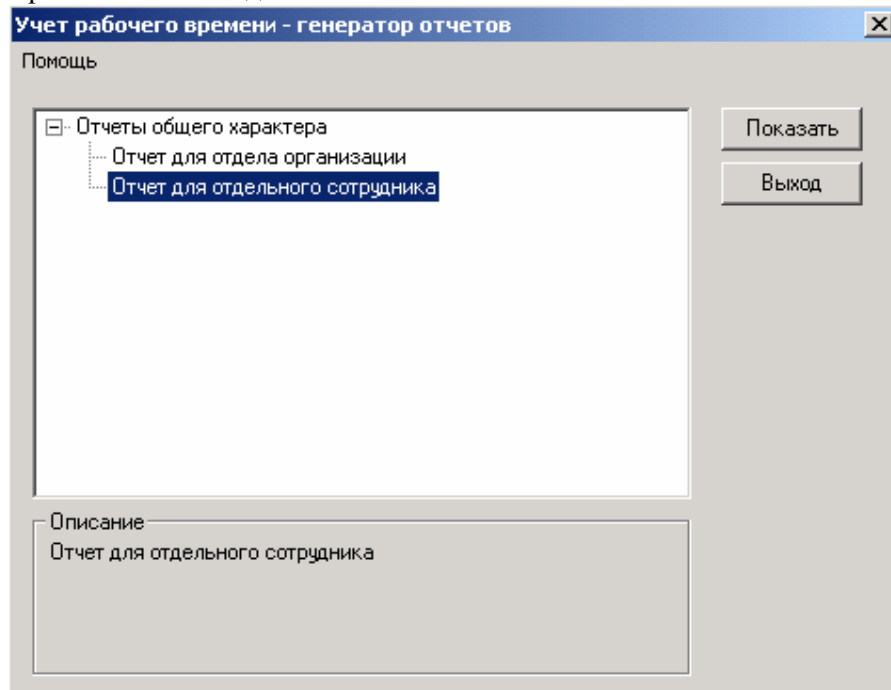 Учет рабочего времени - генератор отчетов
Помощь
Отчеты общего характера
Отчет для отдела организации
Отчет для отдельного сотрудника
Показать
Выход
Описание
Отчет для отдельного сотрудника